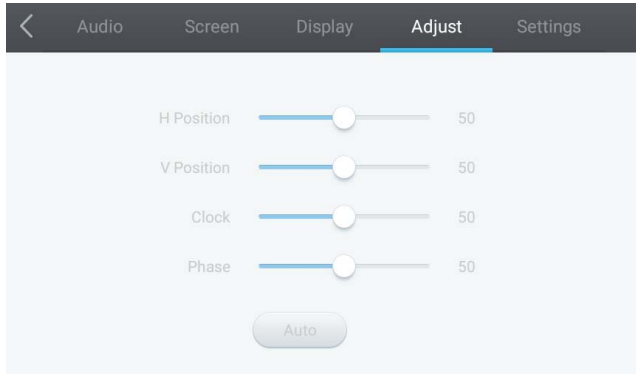 Audio Screen Display Adjust Settings
H Position 50
V Position 50
Clock 50
Phase 50
Auto